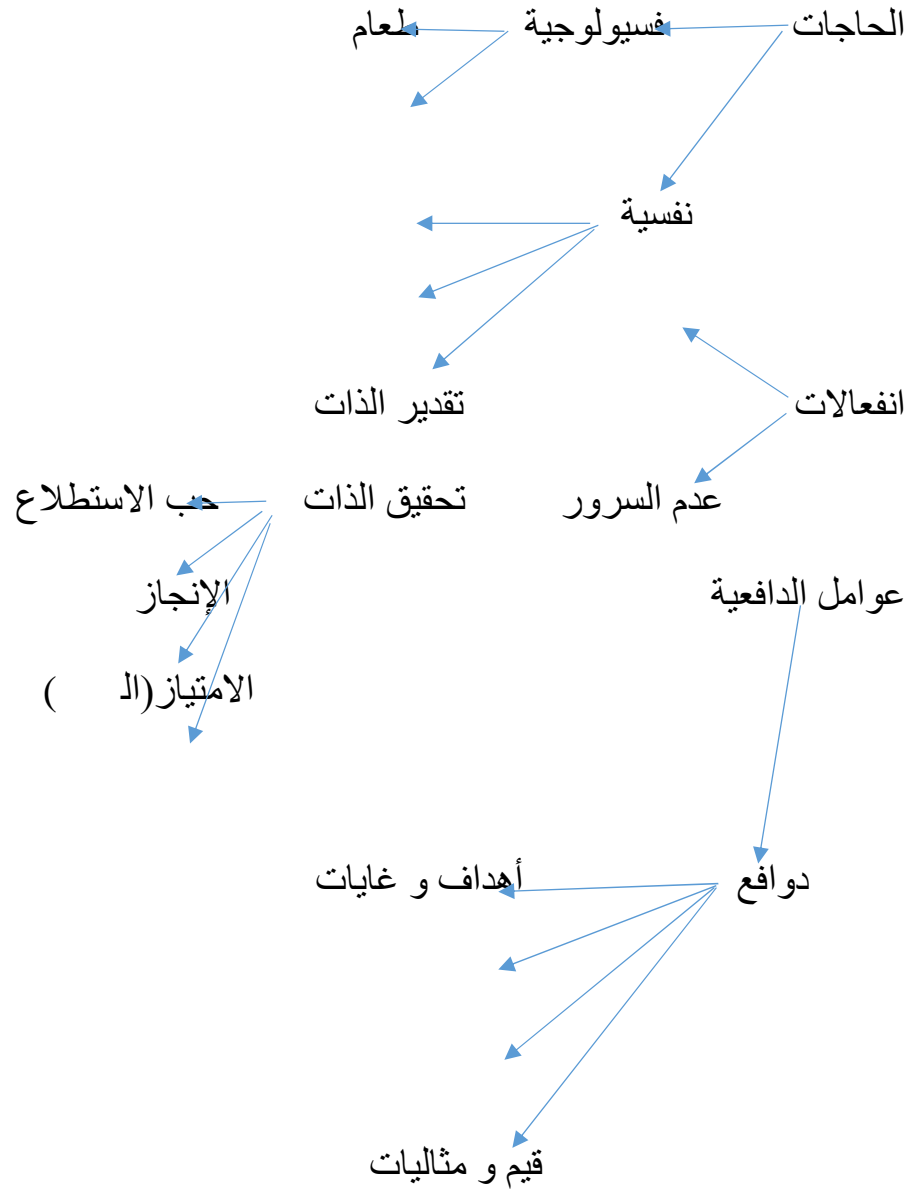 الحاجات فسيولوجية طعام
نفسية
انفعالات تقدير الذات
عدم السرور تحقيق الذات حب الاستطلاع
عوامل الدافعية الإنجاز
الامتياز(الـ )
دوافع أهداف و غايات
قيم و مثاليات